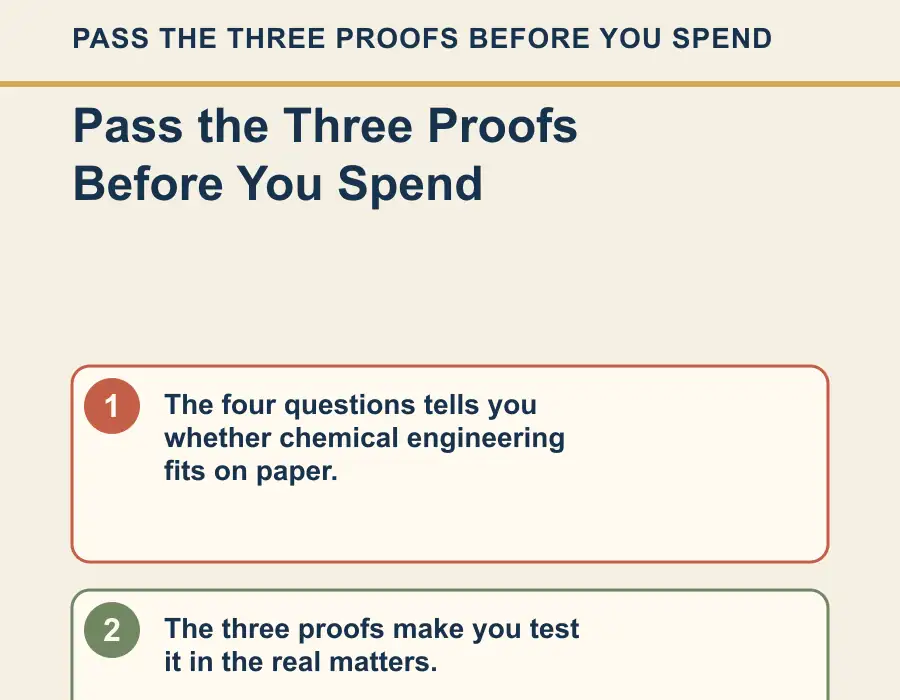 PASS THE THREE PROOFS BEFORE YOU SPEND
Pass the Three Proofs
Before You Spend
1
The four questions tells you
whether chemical engineering
fits on paper.
2
The three proofs make you test
it in the real matters.